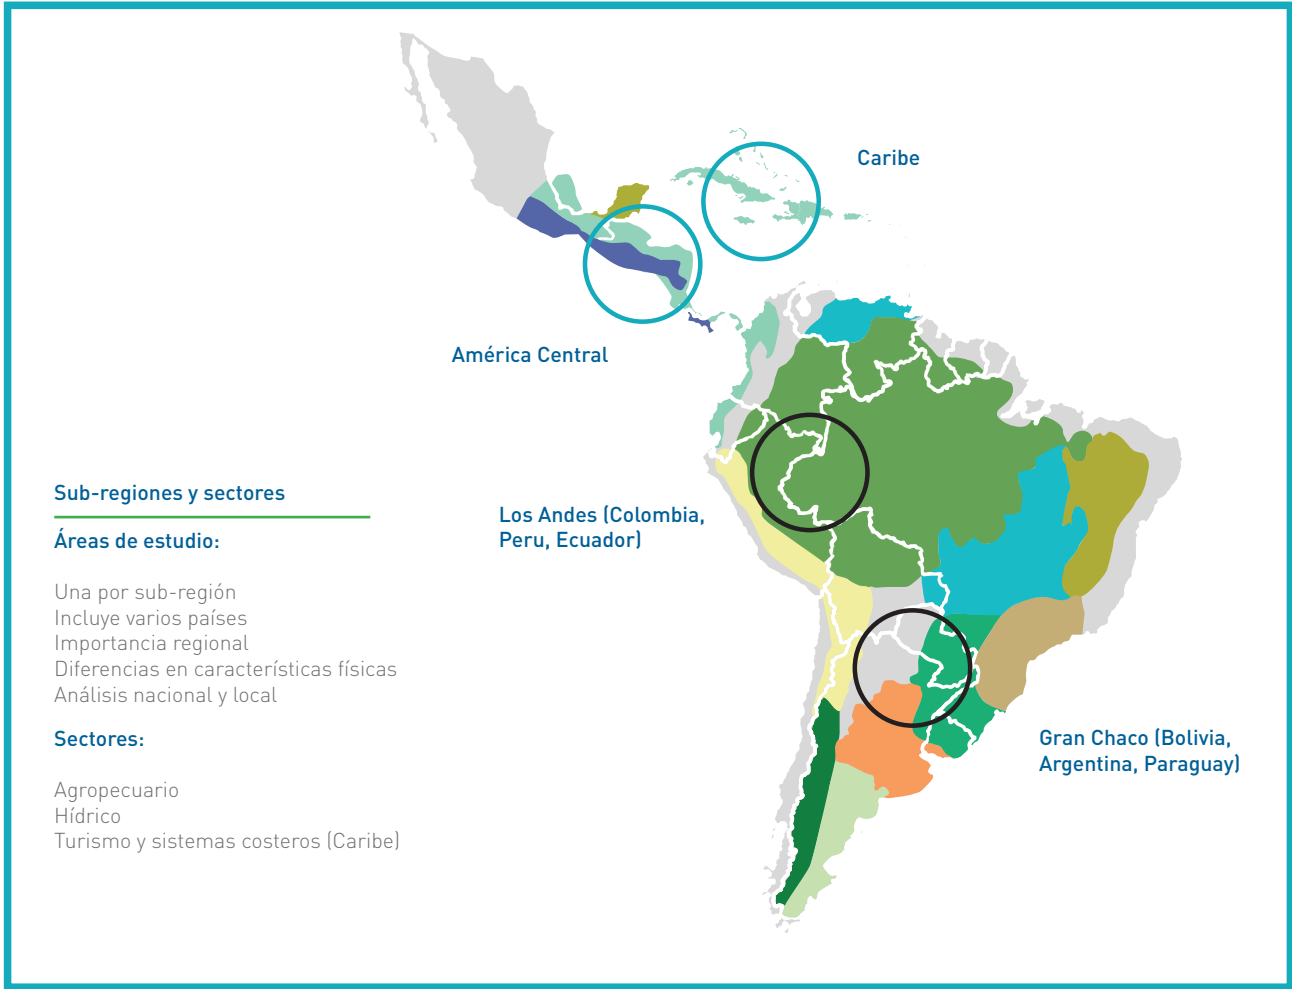 Caribe
América Central
Sub-regiones y sectores
Áreas de estudio:
Una por sub-región
Incluye varios países
Importancia regional
Diferencias en características físicas
Análisis nacional y local
Sectores:
Agropecuario
Hídrico
Turismo y sistemas costeros (Caribe)
Los Andes (Colombia,
Peru, Ecuador)
Gran Chaco (Bolivia,
Argentina, Paraguay)